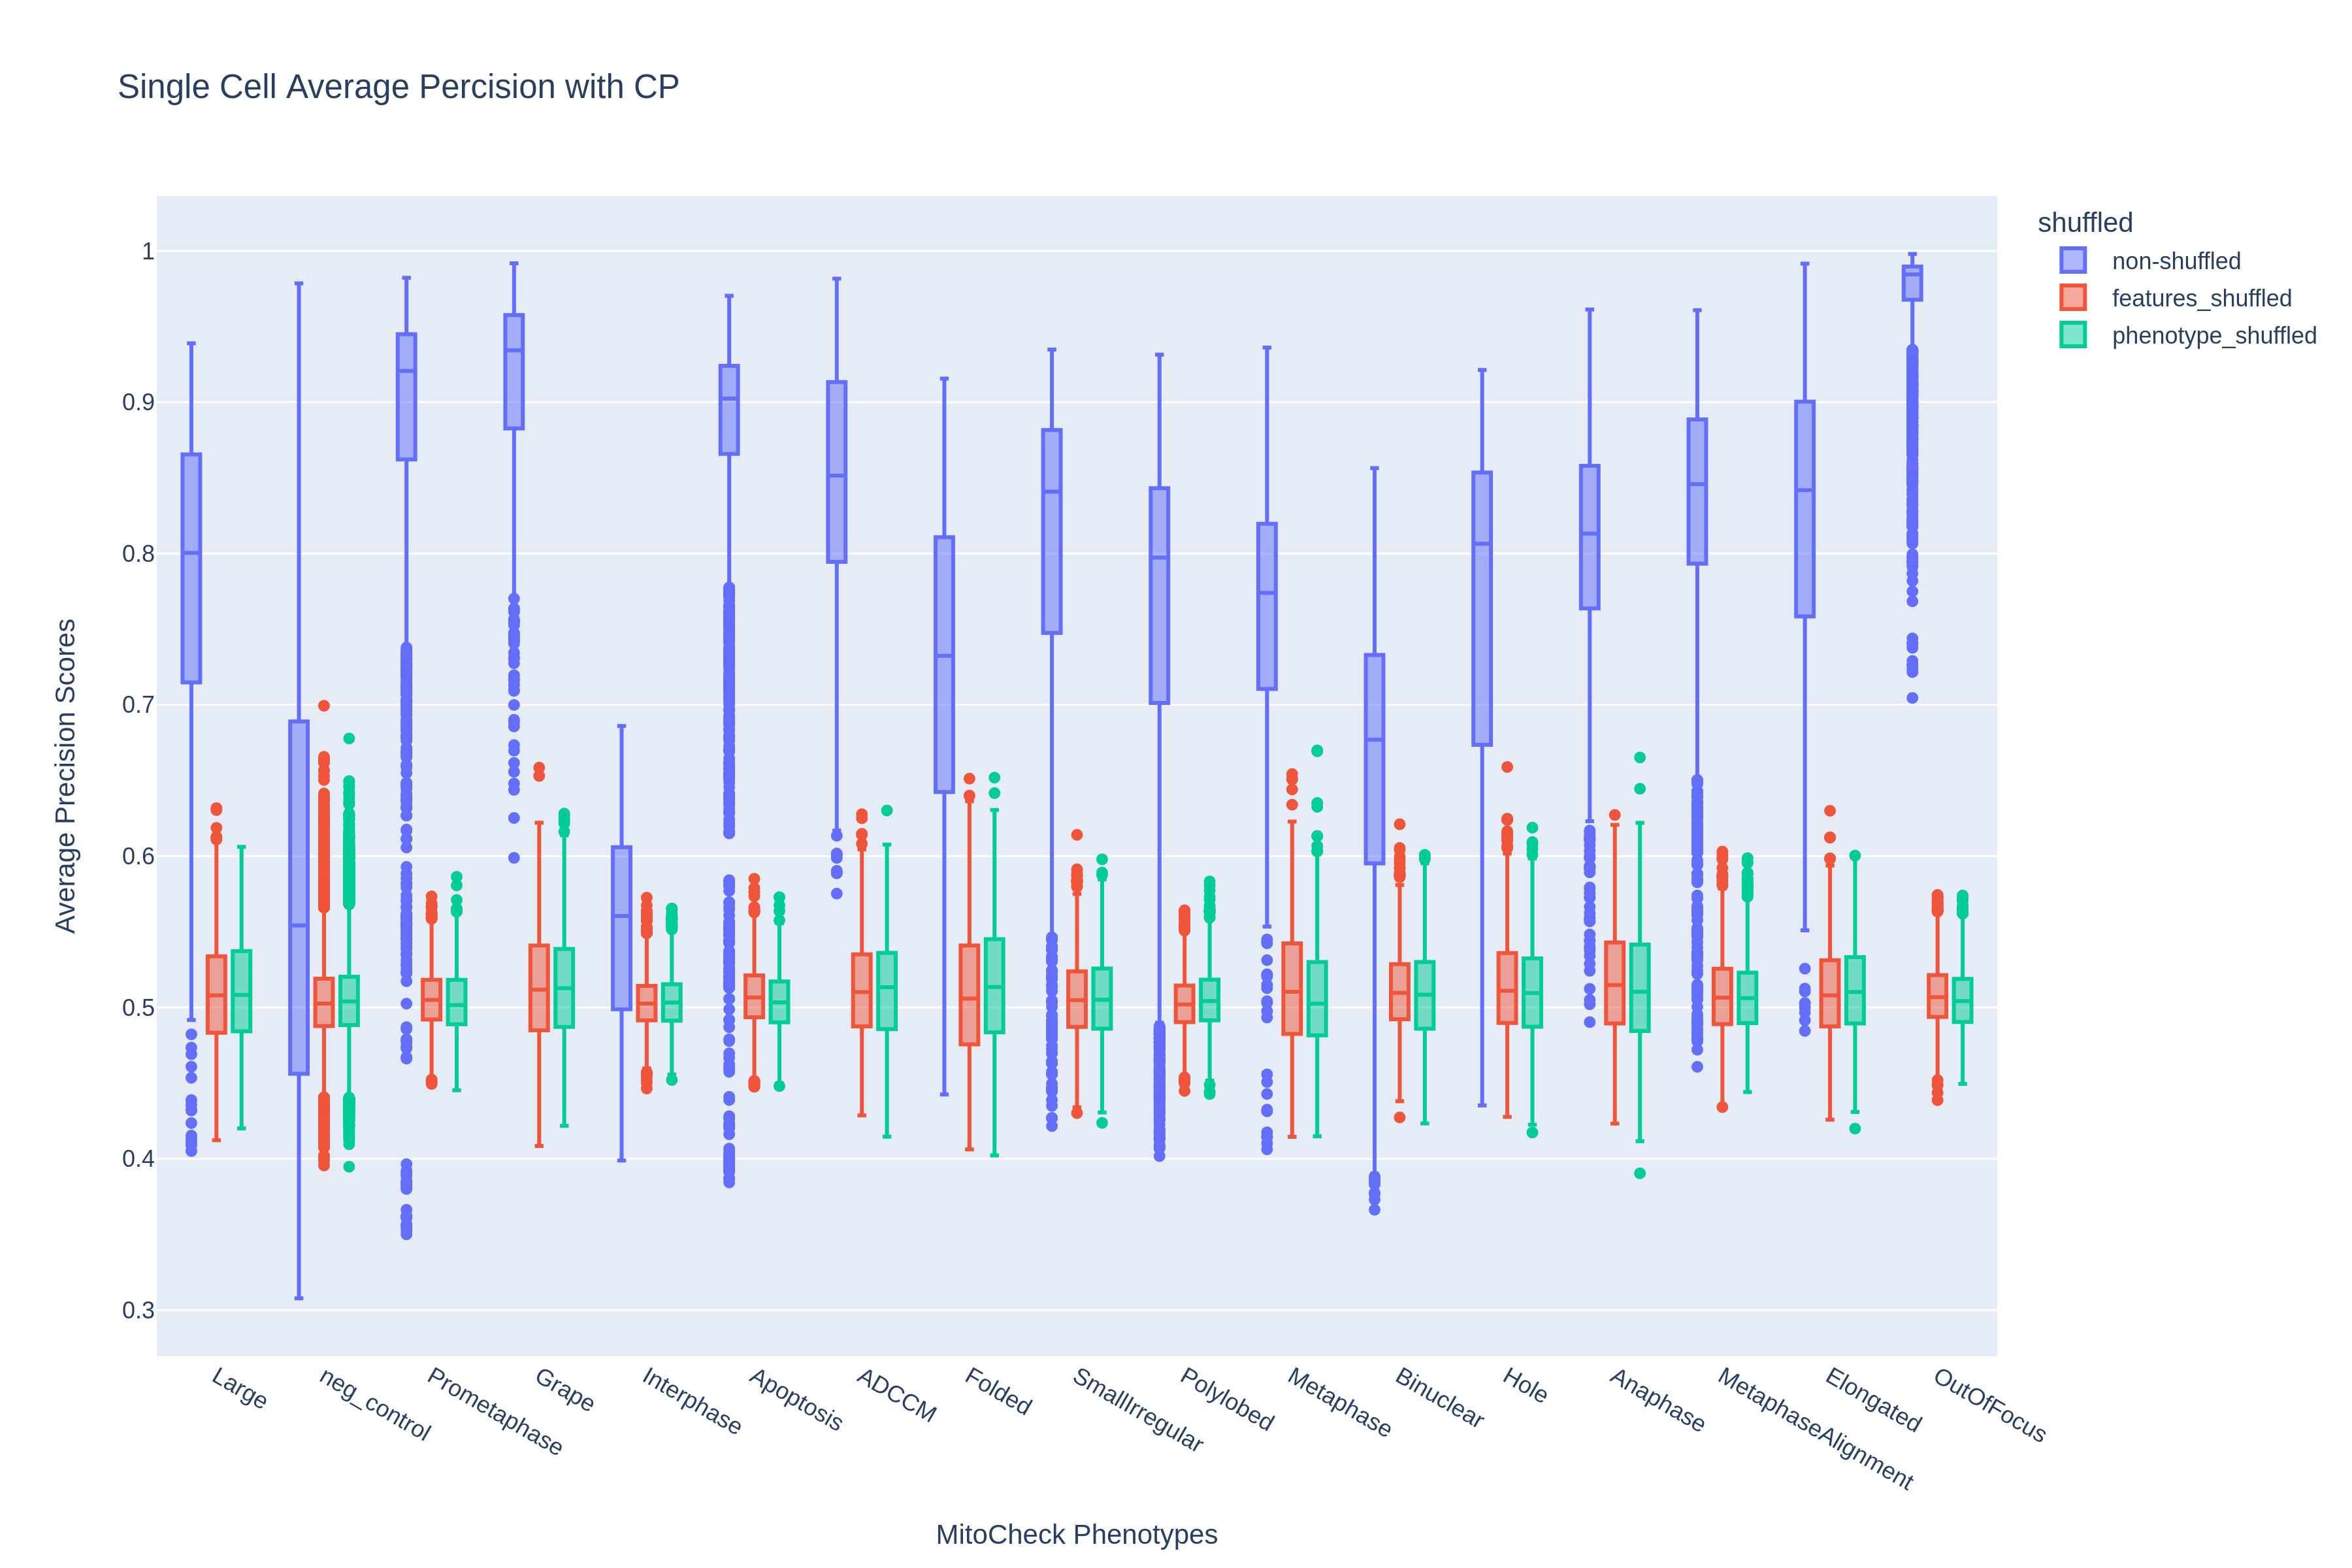 Single Cell Average Percision with CP
shuffled
non-shuffled
features_shuffled
phenotype_shuffled
Average Precision Scores
1
0.9
0.8
0.7
0.6
0.5
0.4
0.3
Large
neg_control
Prometaphase
Grape
Interphase
Apoptosis
ADCCM
Folded
SmallIrregular
Polylobed
Metaphase
Binuclear
Hole
Anaphase
MetaphaseAlignment
Elongated
OutOfFocus
MitoCheck Phenotypes